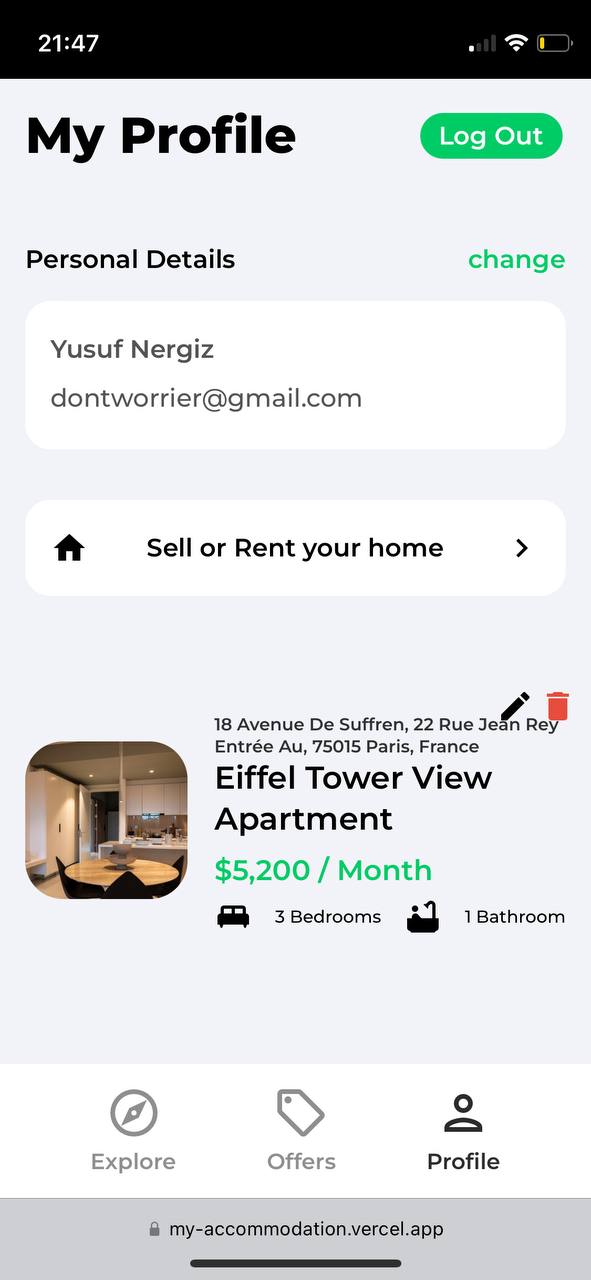 21:47
My Profile
Log Out
Personal Details
change
Yusuf Nergiz
dontworrier@gmail.com
Sell or Rent your home
18 Avenue De Suffren, 22 Rue Jean Rey
Entrée Au, 75015 Paris, France
Eiffel Tower View
Apartment
$5,200 / Month
3 Bedrooms
1 Bathroom
Explore
Offers
Profile
my-accommodation.vercel.app